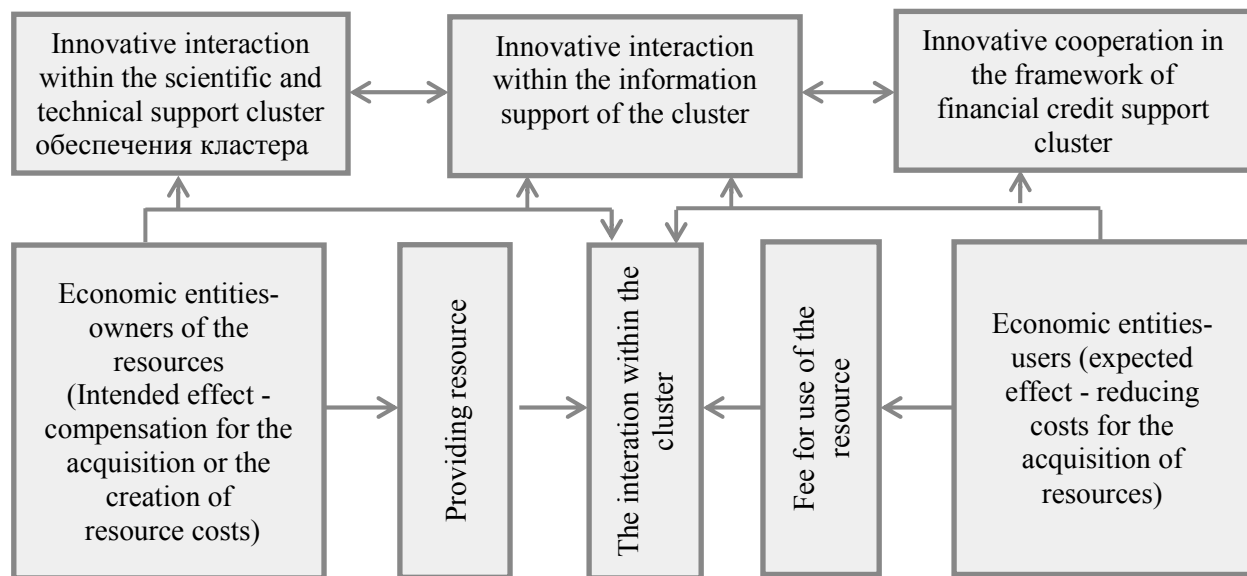 Innovative interaction
within the scientific and
technical support cluster
обеспечения кластера
Innovative interaction
within the information
support of the cluster
Innovative cooperation in
the framework of
financial credit support
cluster
Economic entities-
owners of the
resources
(Intended effect -
compensation for the
acquisition or the
creation of
resource costs)
Providing resource
The interation within the
cluster
Fee for use of the
resource
Economic entities-
users (expected
effect - reducing
costs for the
acquisition of
resources)